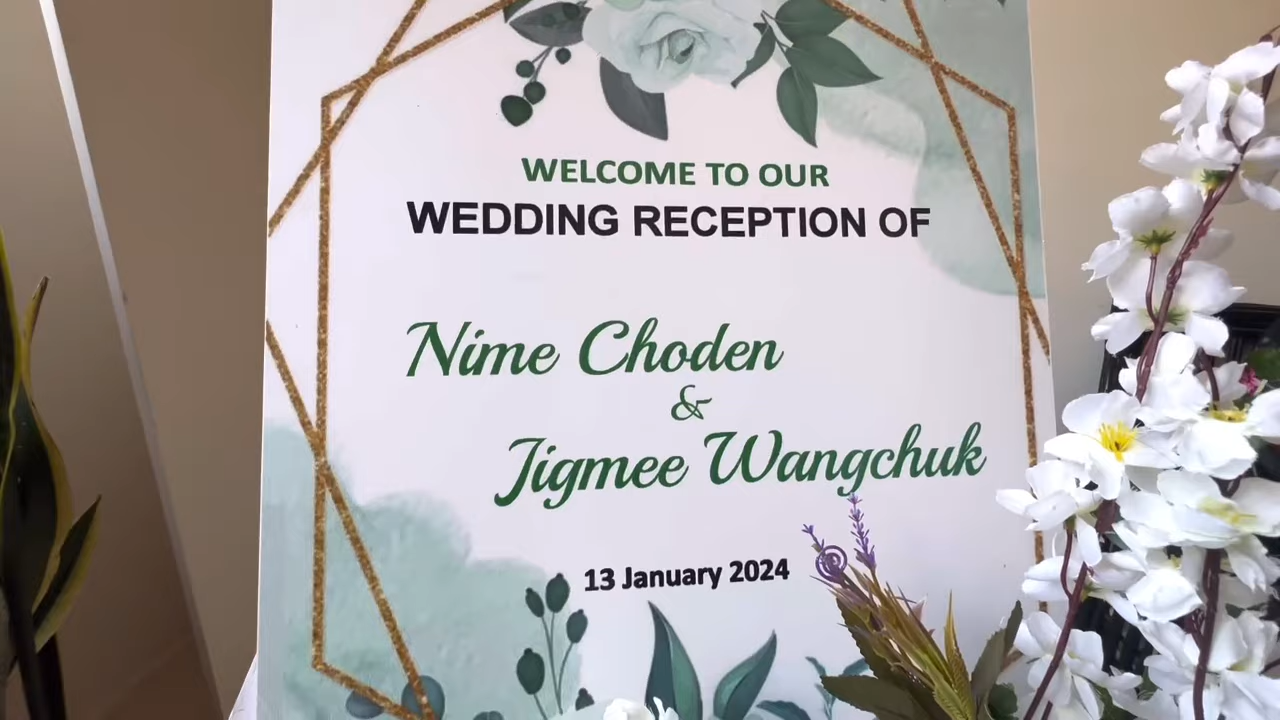 WELCOME TO OUR
WEDDING RECEPTION OF
Nime Choden
&
Jigmee Wangchuk
13 January 2024